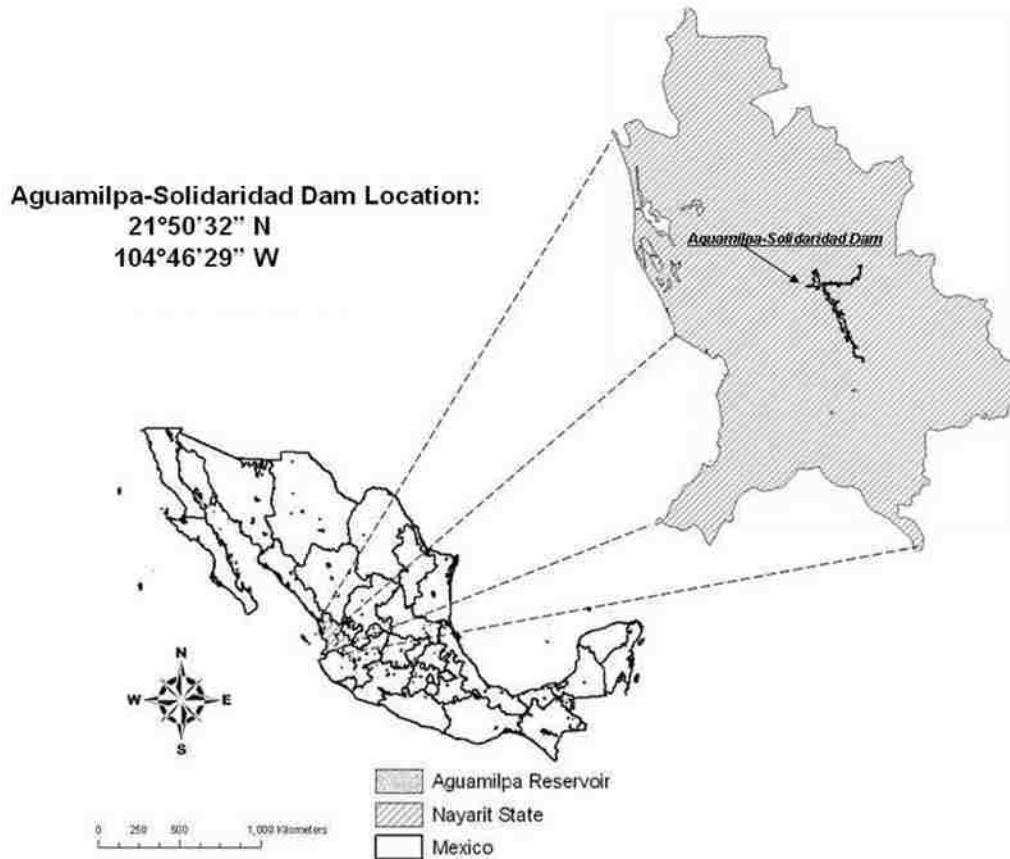 Aguamilpa-Solidaridad Dam Location:
21°50'32" N
104°46'29" W
Aguamilpa-Solidaridad Dam
N
W
E
S
Aguamilpa Reservoir
Nayarit State
Mexico
0 250 500 1,000 Kilometers